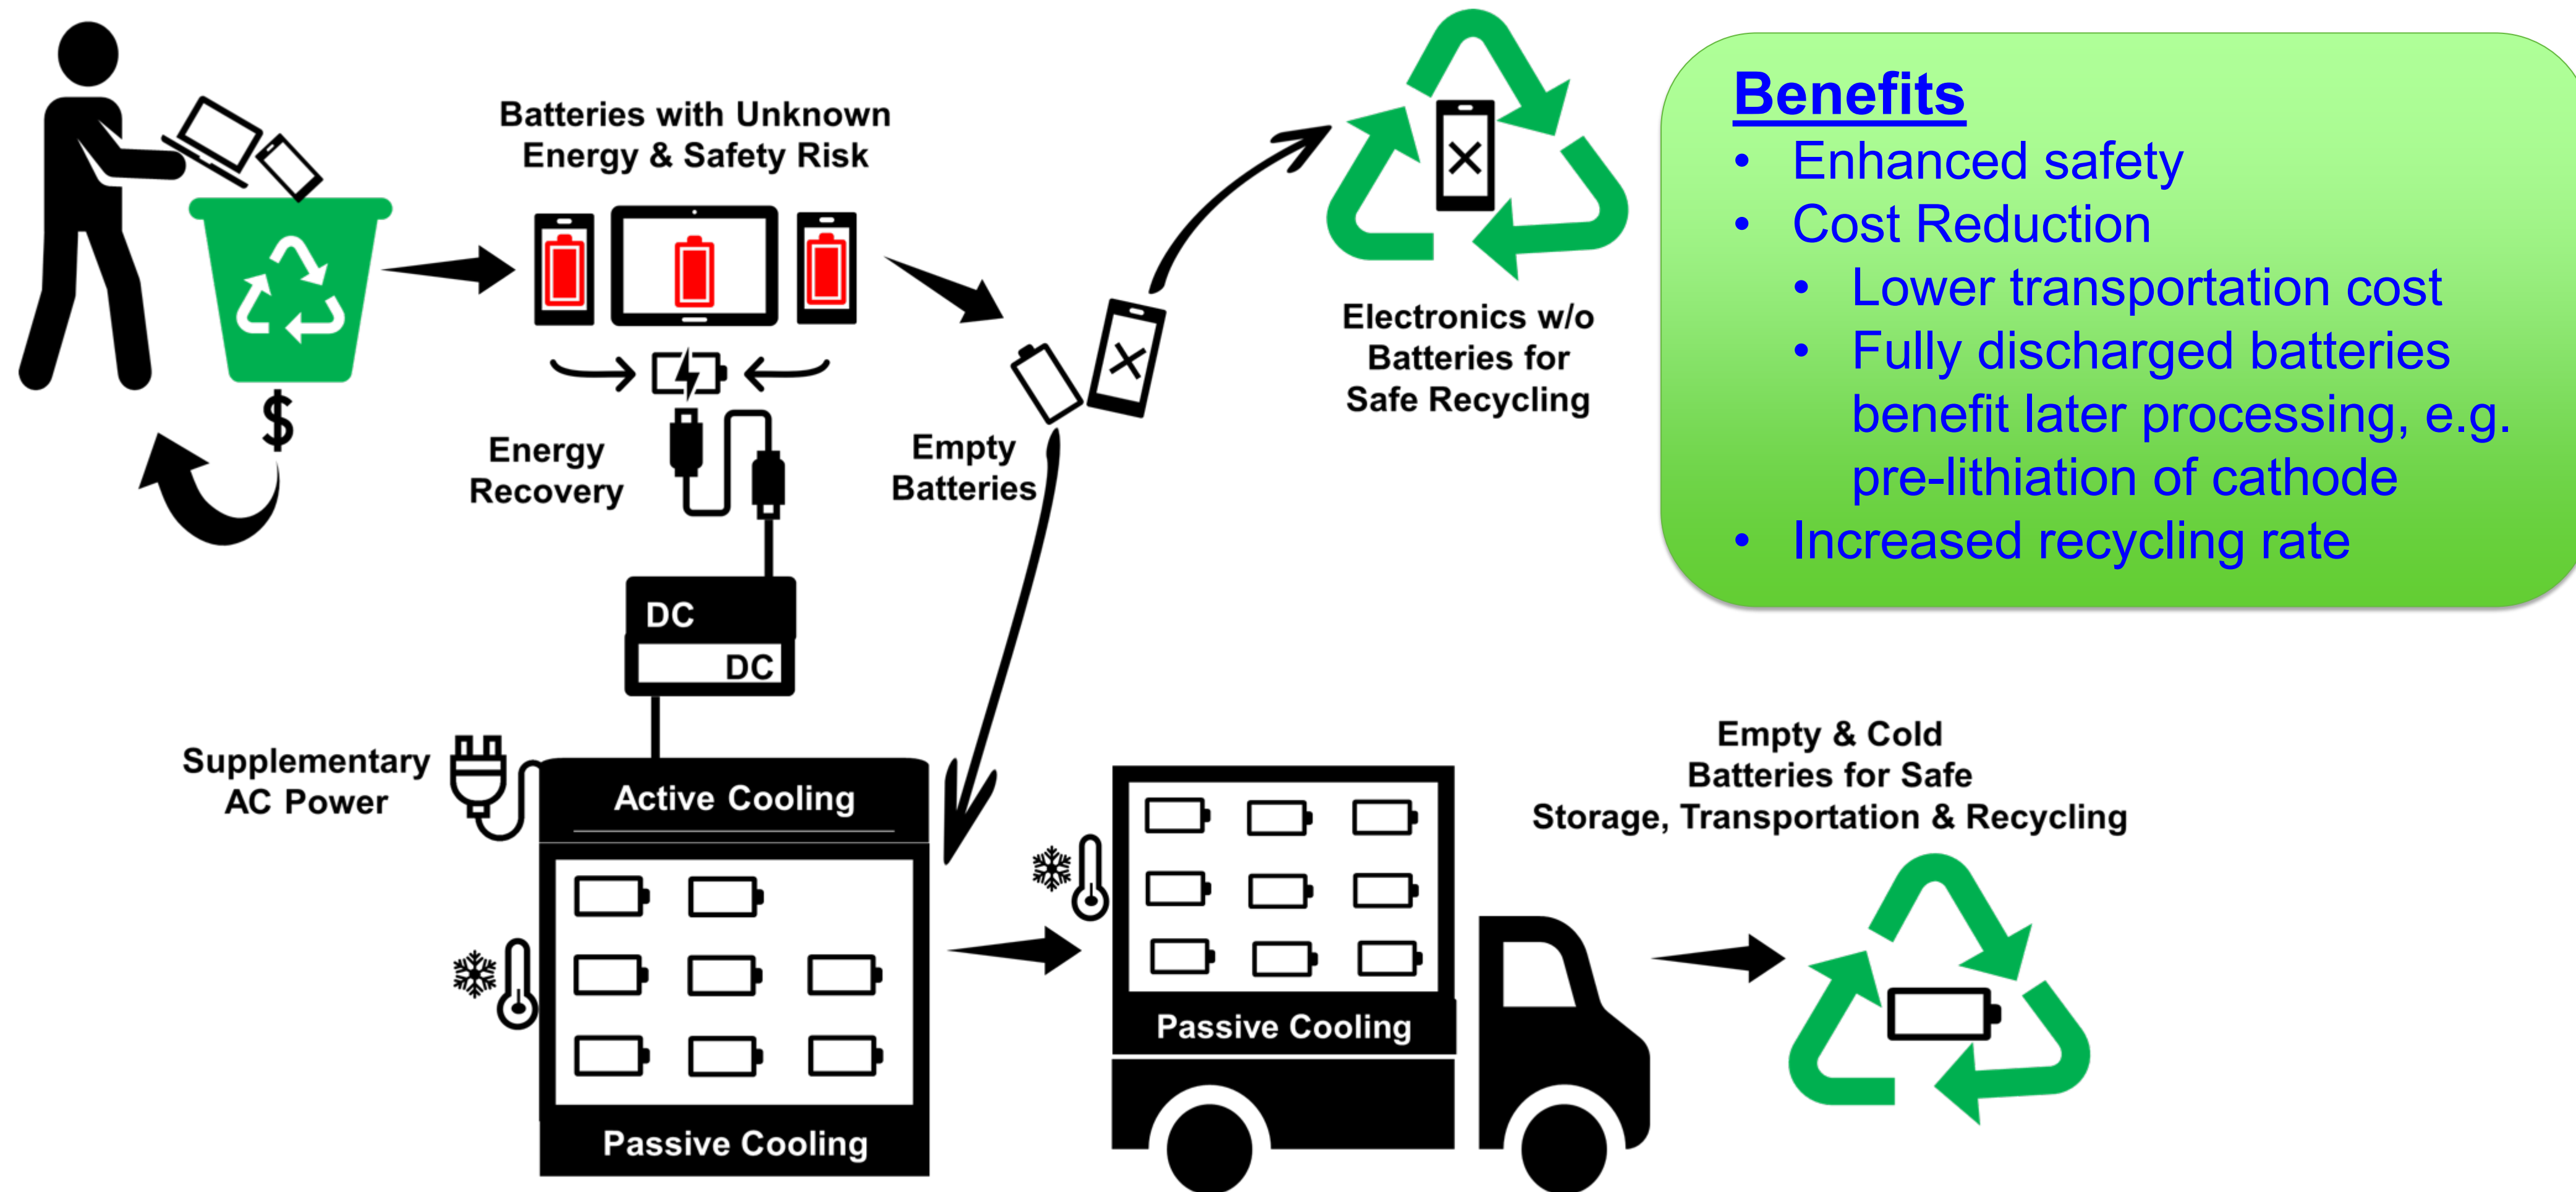 Batteries with Unknown
Energy & Safety Risk
$
Energy
Recovery
Empty
Batteries
Electronics w/o
Batteries for
Safe Recycling
Benefits
• Enhanced safety
• Cost Reduction
• Lower transportation cost
• Fully discharged batteries
benefit later processing, e.g.
pre-lithiation of cathode
• Increased recycling rate
DC
DC
Supplementary
AC Power
Active Cooling
Passive Cooling
Passive Cooling
Empty & Cold
Batteries for Safe
Storage, Transportation & Recycling